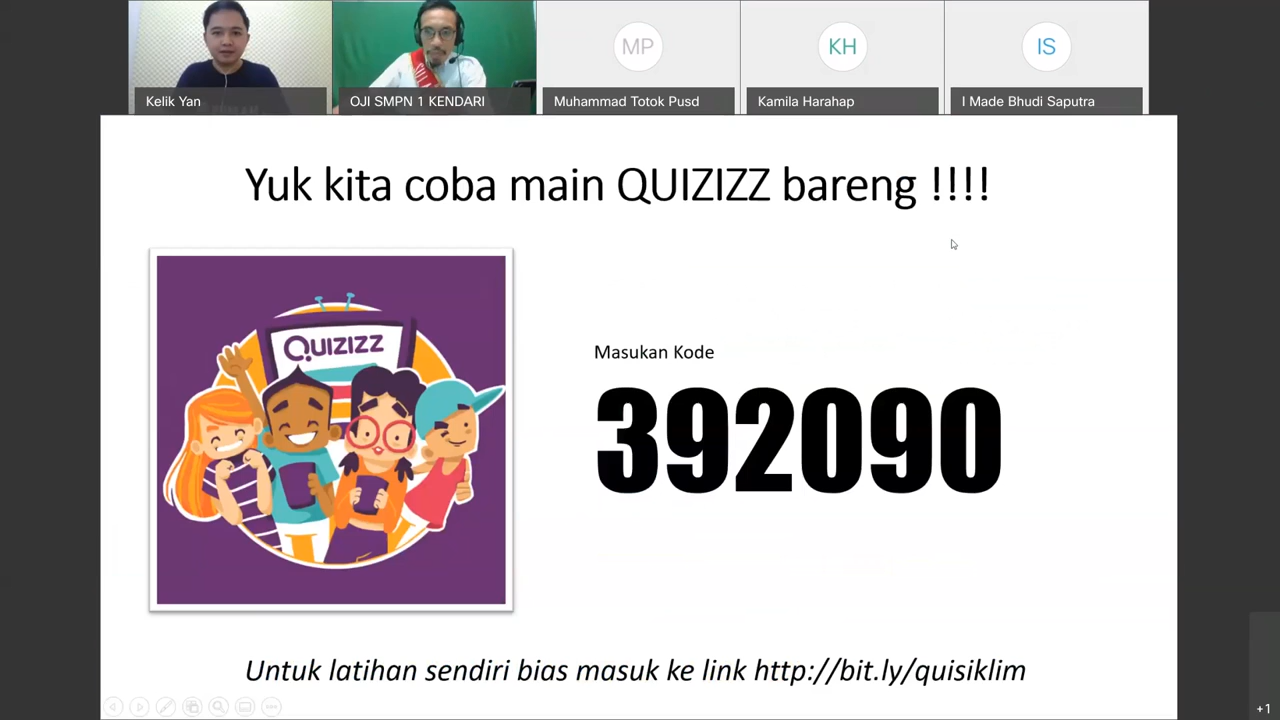 MP
KH
IS
Kelik Yan
OJI SMPN 1 KENDARI
Muhammad Totok Pusd
Kamila Harahap
I Made Bhudi Saputra
Yuk kita coba main QUIZIZZ bareng !!!!
QUIZIZZ
Masukan Kode
392090
Untuk latihan sendiri bias masuk ke link http://bit.ly/quisiklim
+1